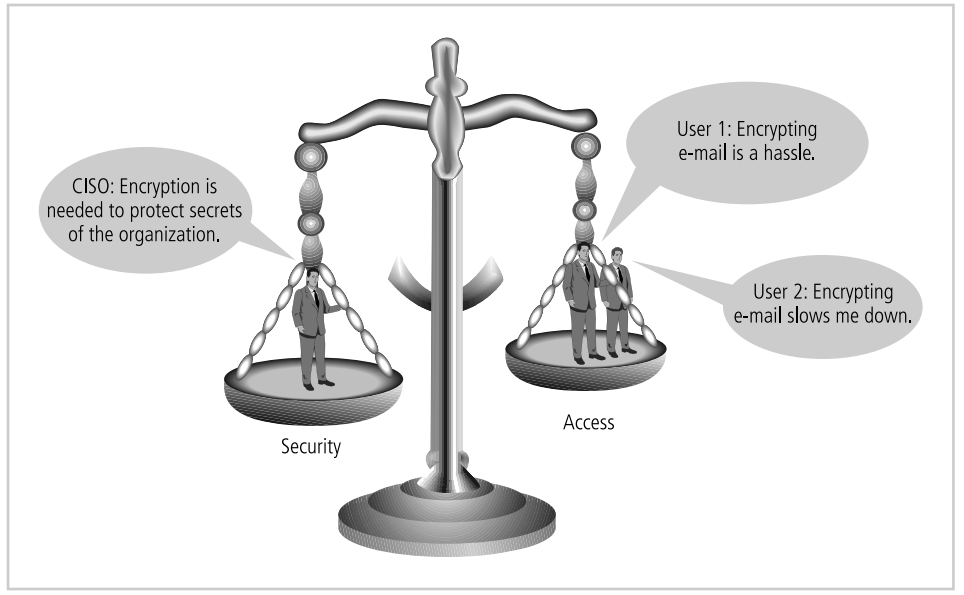 CISO: Encryption is
needed to protect secrets
of the organization.
User 1: Encrypting
e-mail is a hassle.
User 2: Encrypting
e-mail slows me down.
Security
Access